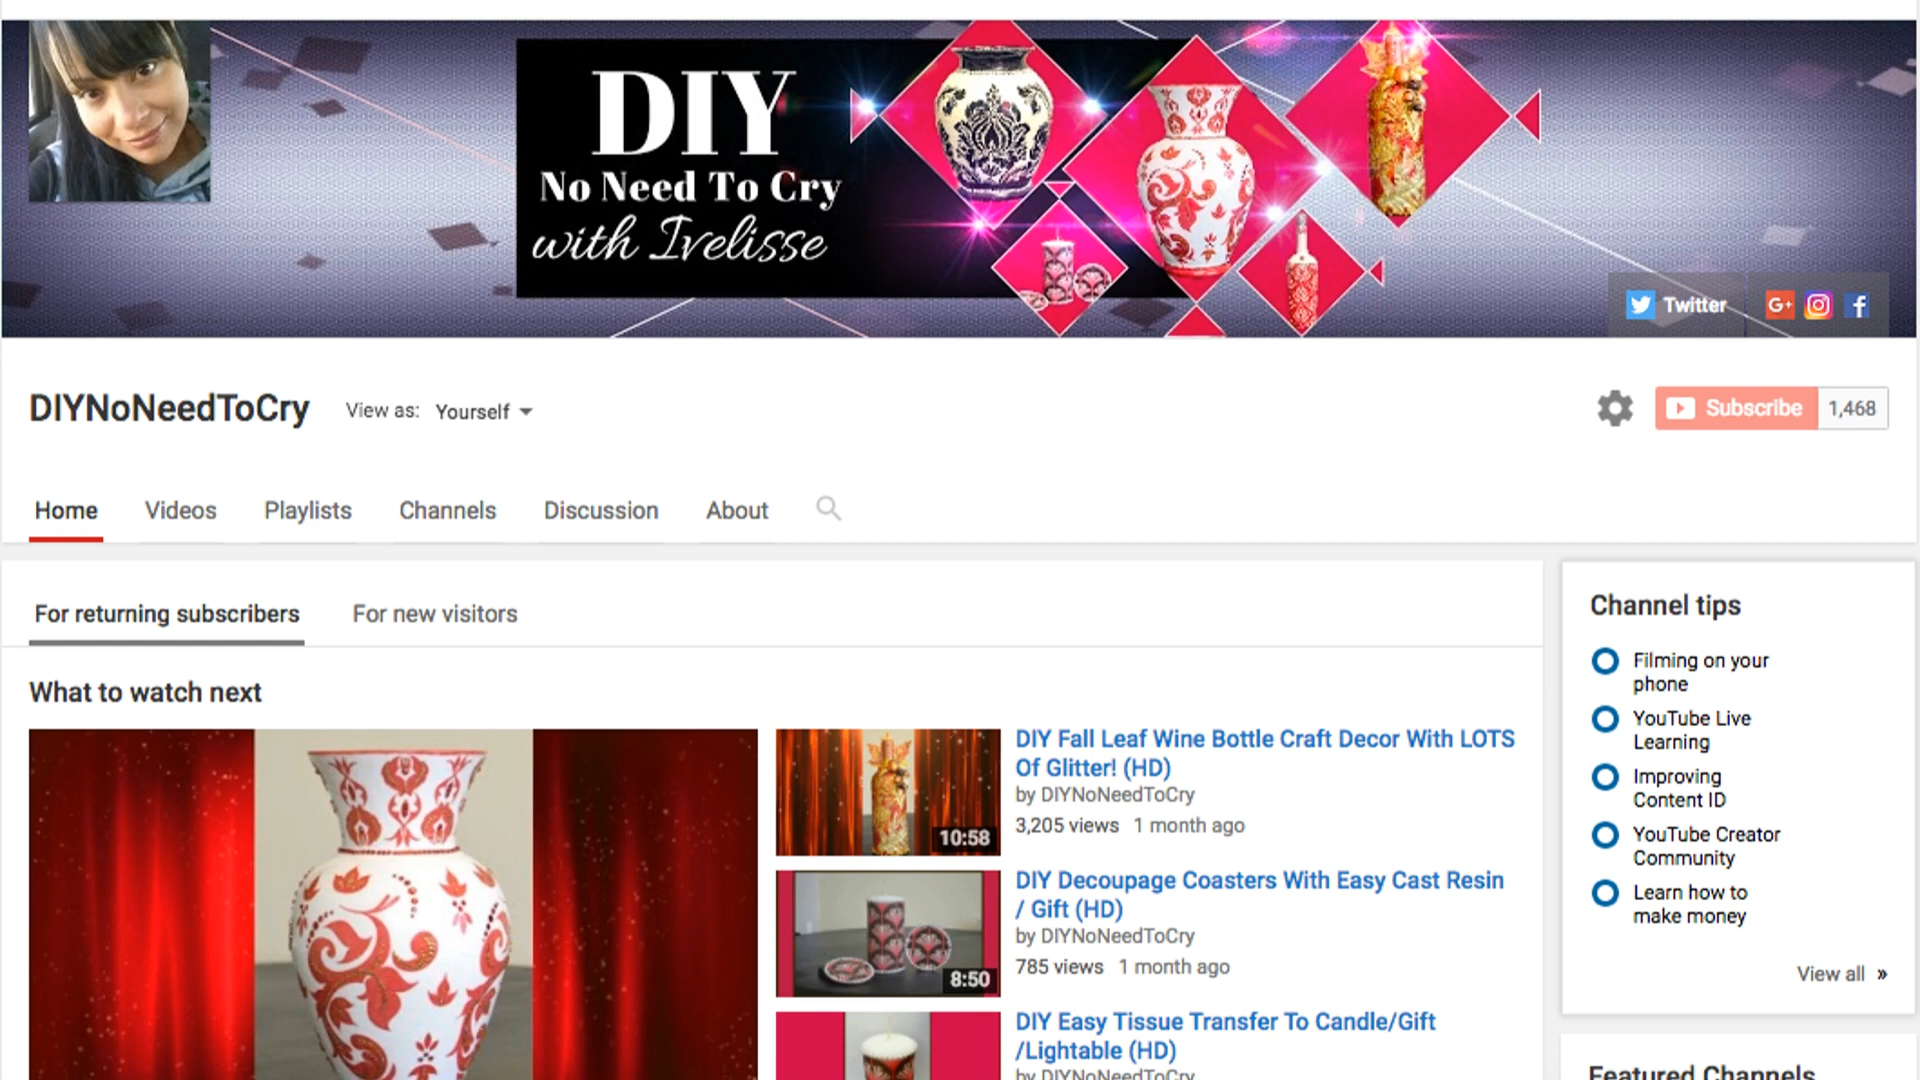 DIY
No Need To Cry
with Ivelisse
Twitter
G+
f
DIYNoNeedToCry
View as: Yourself
Subscribe 1,468
Home Videos Playlists Channels Discussion About
For returning subscribers For new visitors
What to watch next
DIY Fall Leaf Wine Bottle Craft Decor With LOTS
Of Glitter! (HD)
by DIYNoNeedToCry
3,205 views 1 month ago
10:58
DIY Decoupage Coasters With Easy Cast Resin
/ Gift (HD)
by DIYNoNeedToCry
785 views 1 month ago
8:50
DIY Easy Tissue Transfer To Candle/Gift
/Lightable (HD)
by DIYNoNeedToCry
Channel tips
Filming on your
phone
YouTube Live
Learning
Improving
Content ID
YouTube Creator
Community
Learn how to
make money
View all »
Featured Channels